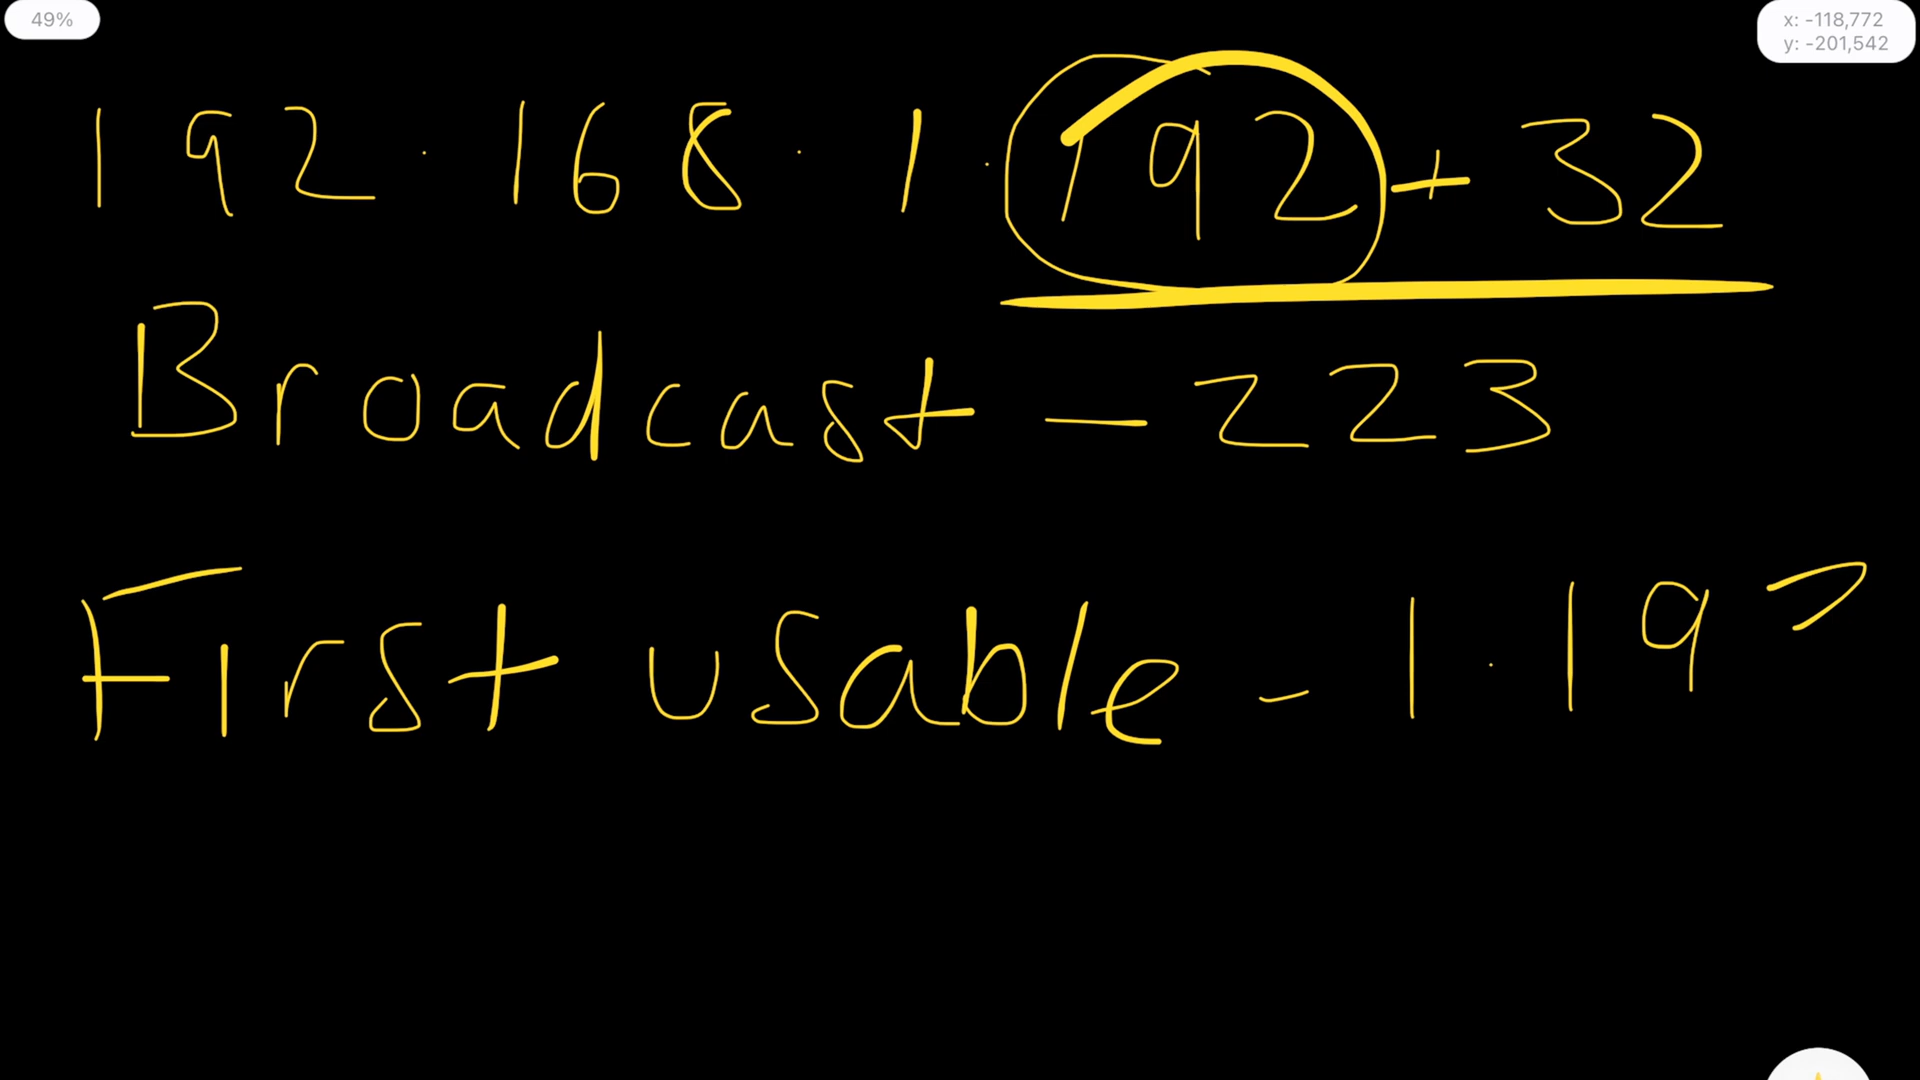 49%
x: -118,772
y: -201,542
192.168.1.192 + 32
Broadcast - 223
First usable - 1.19